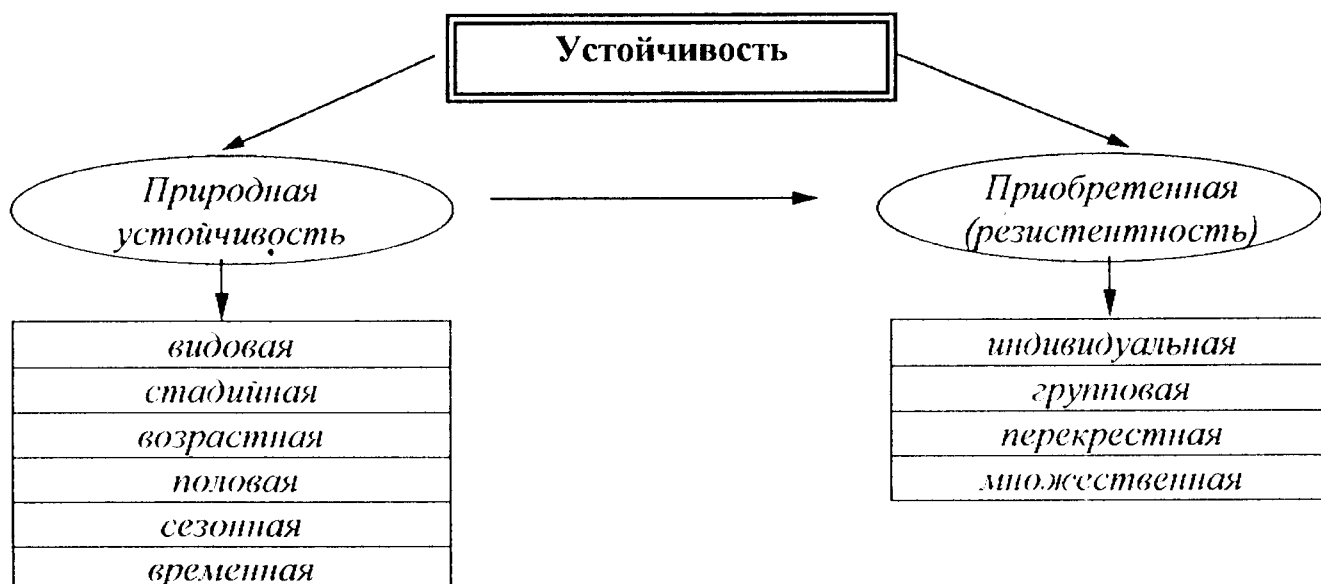 Устойчивость
Природная
устойчивость
Приобретенная
(резистентность)
видовая
стадийная
возрастная
половая
сезонная
временная
индивидуальная
групповая
перекрестная
множественная